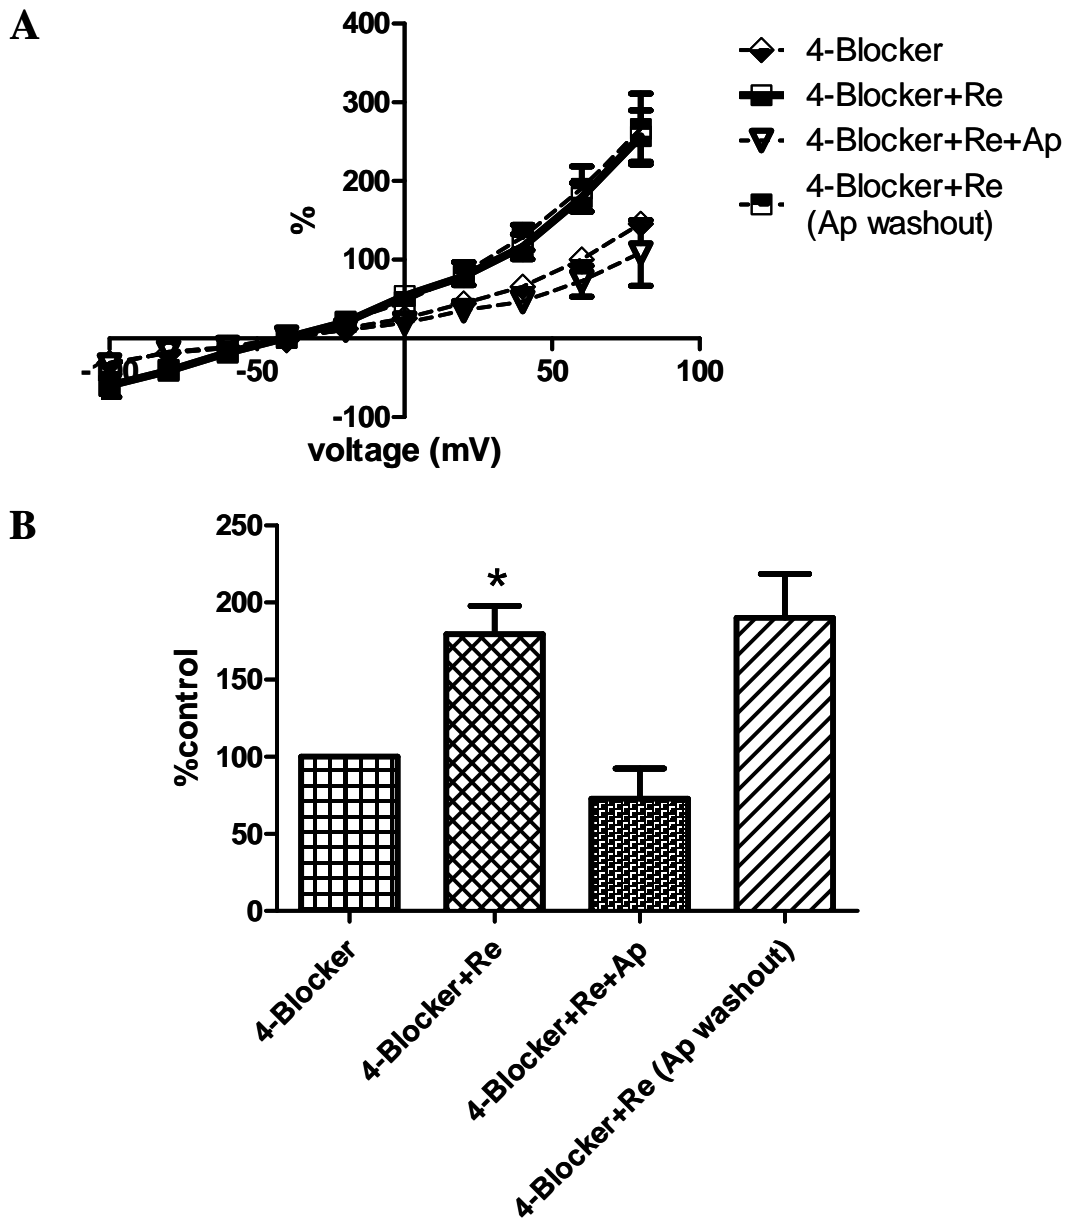 A
400
300
200
100
-100
-50
50
100
-100
%
voltage (mV)
4-Blocker
4-Blocker+Re
4-Blocker+Re+Ap
4-Blocker+Re
(Ap washout)
B
250
200
150
100
50
0
%control
*
4-Blocker
4-Blocker+Re
4-Blocker+Re+Ap
4-Blocker+Re (Ap washout)